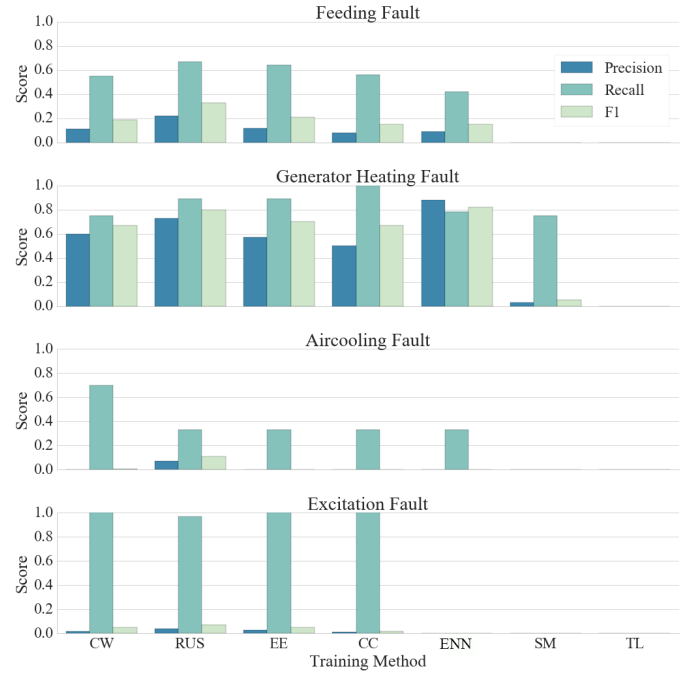 Feeding Fault
1.0
0.8
0.6
0.4
0.2
0.0
Score
Precision
Recall
F1
Generator Heating Fault
1.0
0.8
0.6
0.4
0.2
0.0
Score
Aircooling Fault
1.0
0.8
0.6
0.4
0.2
0.0
Score
Excitation Fault
1.0
0.8
0.6
0.4
0.2
0.0
Score
CW RUS EE CC ENN SM TL
Training Method